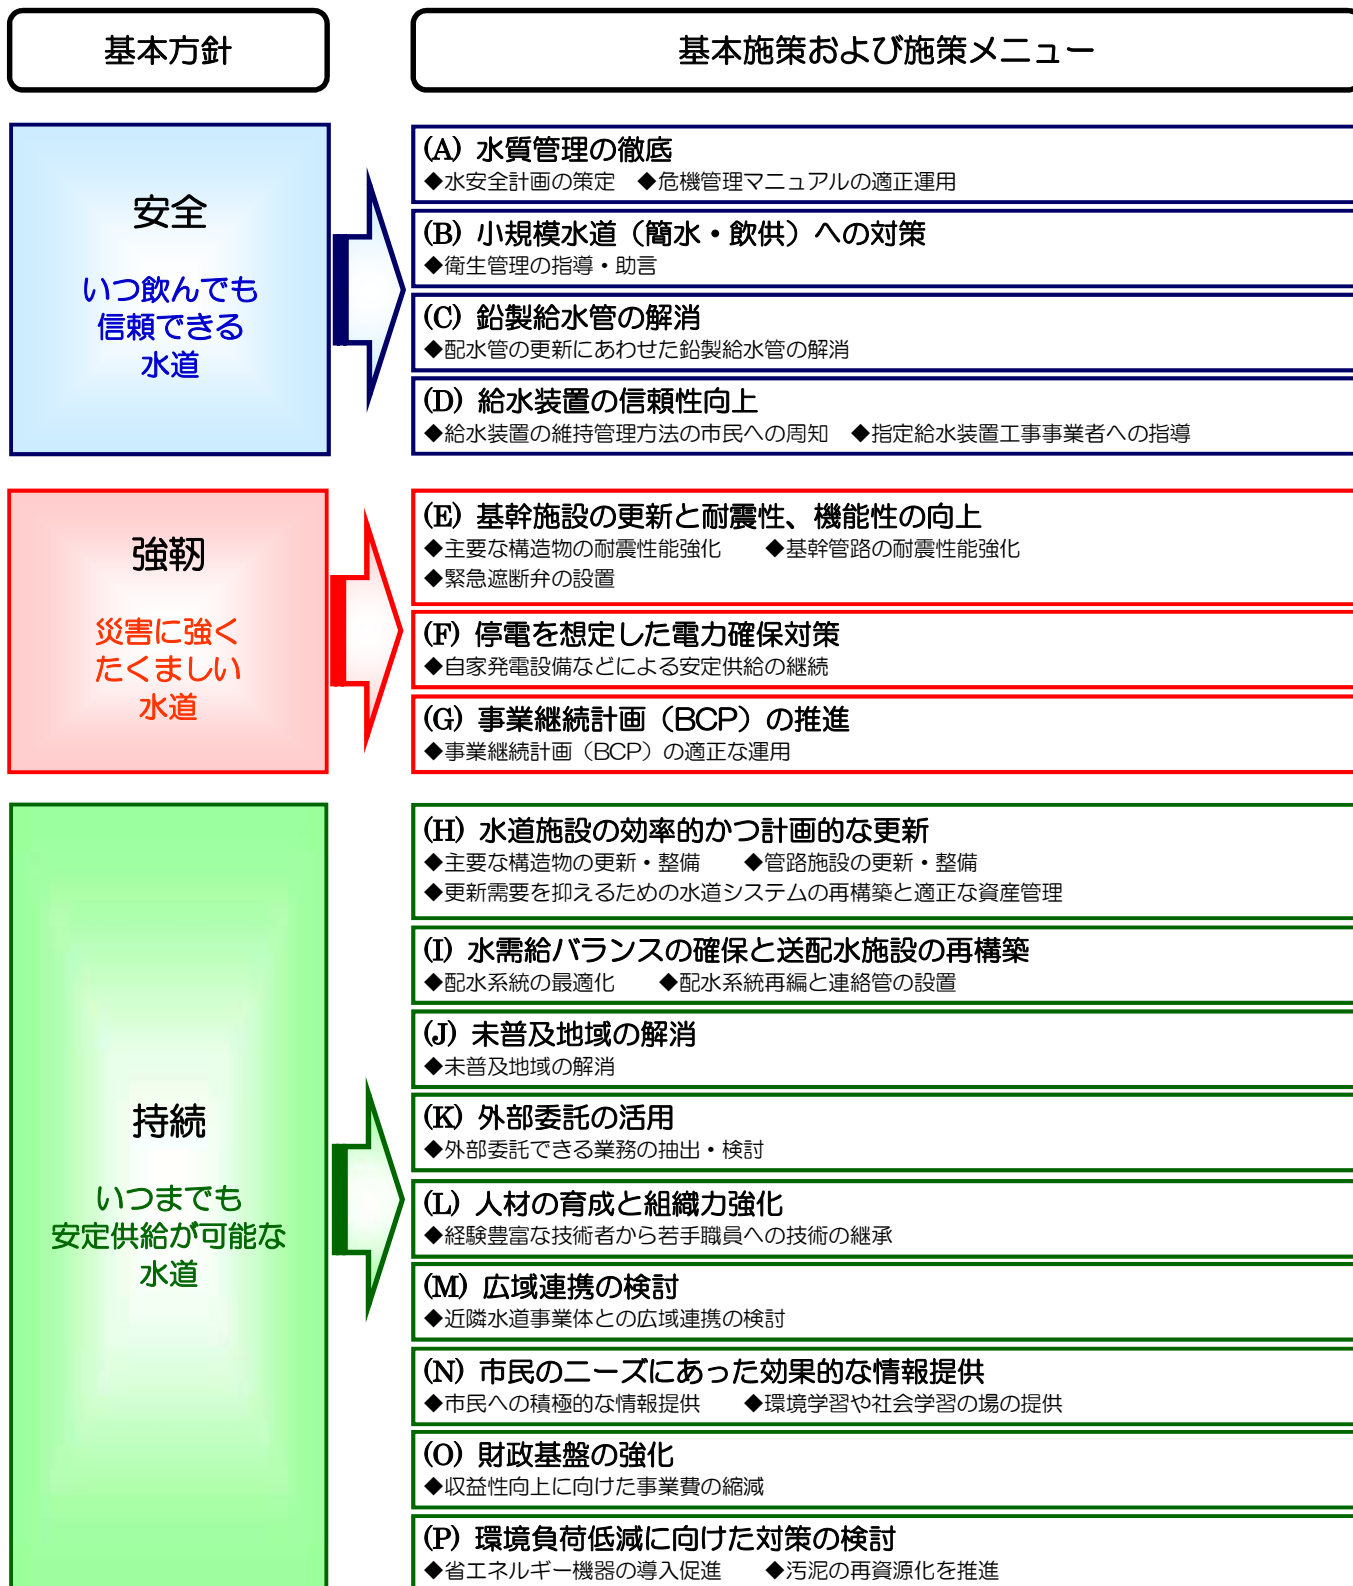 基本方針
基本施策および施策メニュー
安全
いつ飲んでも
信頼できる
水道
(A) 水質管理の徹底
◆水安全計画の策定　◆危機管理マニュアルの適正運用
(B) 小規模水道（簡水・飲供）への対策
◆衛生管理の指導・助言
(C) 鉛製給水管の解消
◆配水管の更新にあわせた鉛製給水管の解消
(D) 給水装置の信頼性向上
◆給水装置の維持管理方法の市民への周知　◆指定給水装置工事事業者への指導
強靭
災害に強く
たくましい
水道
(E) 基幹施設の更新と耐震性、機能性の向上
◆主要な構造物の耐震性能強化　　◆基幹管路の耐震性能強化
◆緊急遮断弁の設置
(F) 停電を想定した電力確保対策
◆自家発電設備などによる安定供給の継続
(G) 事業継続計画（BCP）の推進
◆事業継続計画（BCP）の適正な運用
持続
いつまでも
安定供給が可能な
水道
(H) 水道施設の効率的かつ計画的な更新
◆主要な構造物の更新・整備　　◆管路施設の更新・整備
◆更新需要を抑えるための水道システムの再構築と適正な資産管理
(I) 水需給バランスの確保と送配水施設の再構築
◆配水系統の最適化　　◆配水系統再編と連絡管の設置
(J) 未普及地域の解消
◆未普及地域の解消
(K) 外部委託の活用
◆外部委託できる業務の抽出・検討
(L) 人材の育成と組織力強化
◆経験豊富な技術者から若手職員への技術の継承
(M) 広域連携の検討
◆近隣水道事業体との広域連携の検討
(N) 市民のニーズにあった効果的な情報提供
◆市民への積極的な情報提供　　◆環境学習や社会学習の場の提供
(O) 財政基盤の強化
◆収益性向上に向けた事業費の縮減
(P) 環境負荷低減に向けた対策の検討
◆省エネルギー機器の導入促進　　◆汚泥の再資源化を推進